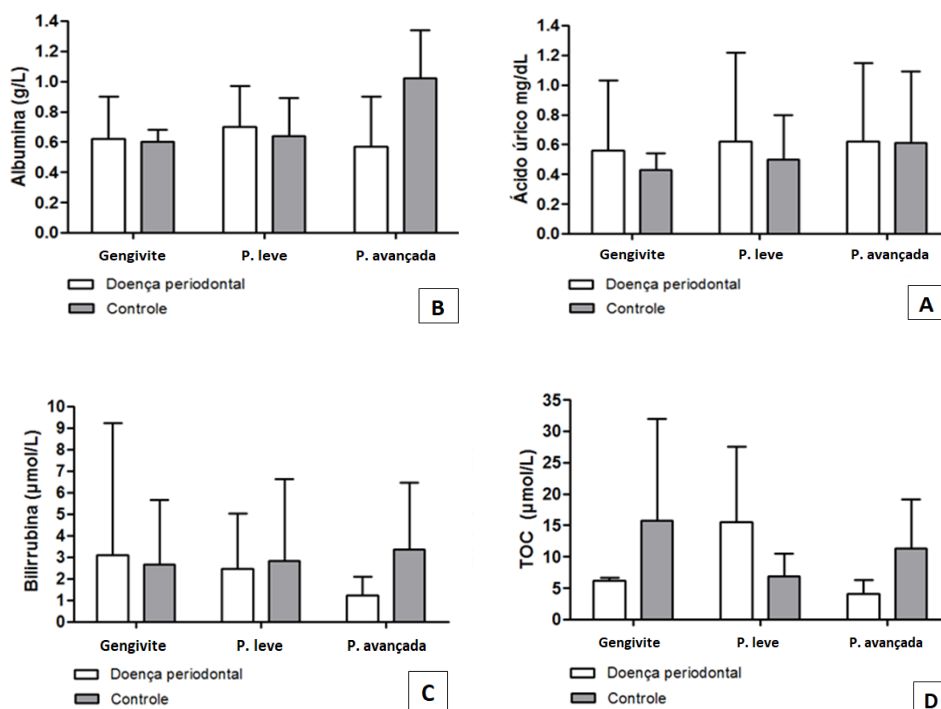 Albumina (g/L)
1.4
1.2
1.0
0.8
0.6
0.4
0.2
0.0
Gengivite P. leve P. avançada
Doença periodontal
Controle
B
Ácido úrico mg/dL
1.4
1.2
1.0
0.8
0.6
0.4
0.2
0.0
Gengivite P. leve P. avançada
Doença periodontal
Controle
A
Bilirrubina (µmol/L)
10
9
8
7
6
5
4
3
2
1
0
Gengivite P. leve P. avançada
Doença periodontal
Controle
C
TOC (µmol/L)
35
30
25
20
15
10
5
0
Gengivite P. leve P. avançada
Doença periodontal
Controle
D